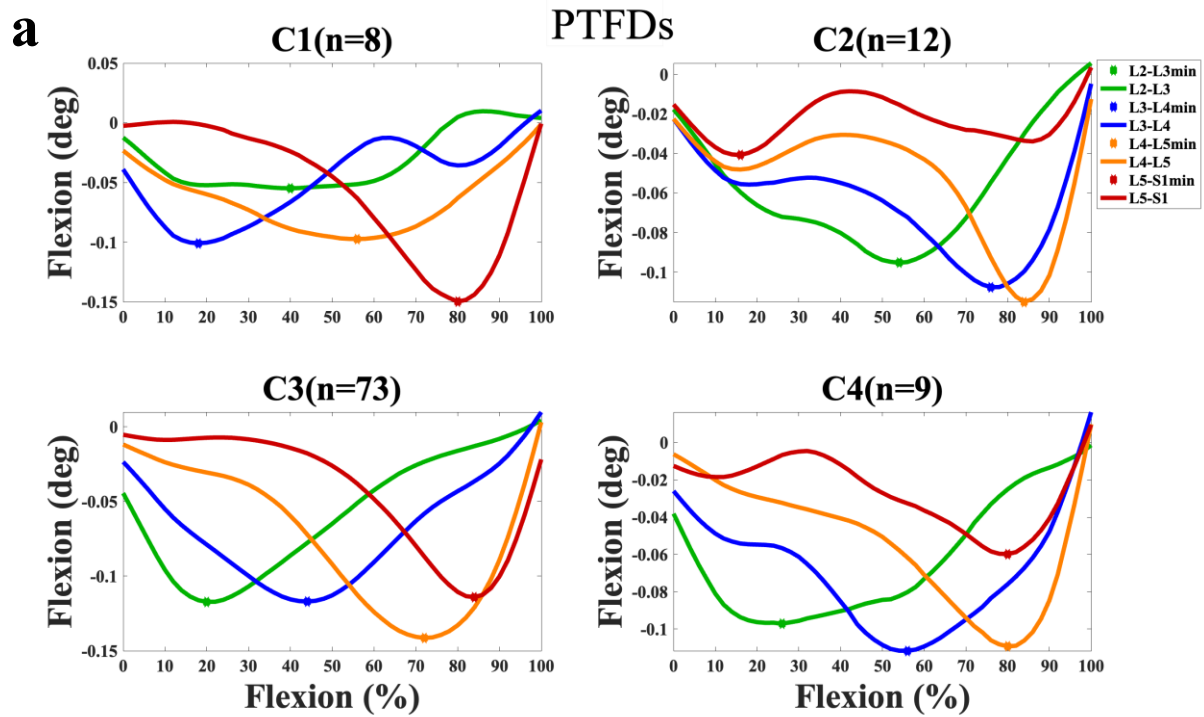 a
PTFDs
C1(n=8)
0.05
0
-0.05
-0.1
-0.15
Flexion (deg)
0 10 20 30 40 50 60 70 80 90 100
C2(n=12)
0
-0.02
-0.04
-0.06
-0.08
-0.1
Flexion (deg)
0 10 20 30 40 50 60 70 80 90 100
L2-L3min
L2-L3
L3-L4min
L3-L4
L4-L5min
L4-L5
L5-S1min
L5-S1
C3(n=73)
0
-0.05
-0.1
-0.15
Flexion (deg)
0 10 20 30 40 50 60 70 80 90 100
Flexion (%)
C4(n=9)
0
-0.02
-0.04
-0.06
-0.08
-0.1
Flexion (deg)
0 10 20 30 40 50 60 70 80 90 100
Flexion (%)